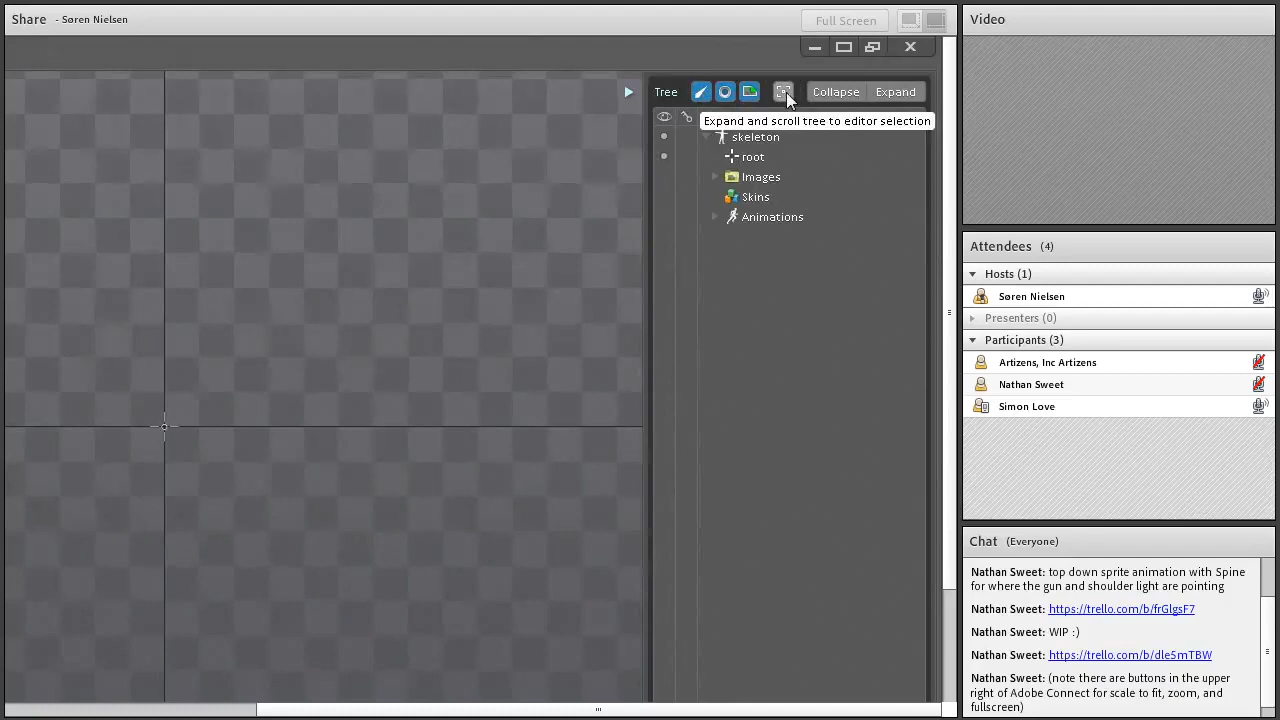 Share - Søren Nielsen
Full Screen
Tree
Collapse
Expand
Expand and scroll tree to editor selection
skeleton
root
Images
Skins
Animations
Video
Attendees (4)
Hosts (1)
Søren Nielsen
Presenters (0)
Participants (3)
Artizens, Inc Artizens
Nathan Sweet
Simon Love
Chat (Everyone)
Nathan Sweet: top down sprite animation with Spine
for where the gun and shoulder light are pointing
Nathan Sweet: https://trello.com/b/frGlgsF7
Nathan Sweet: WIP :)
Nathan Sweet: https://trello.com/b/dle5mTBW
Nathan Sweet: (note there are buttons in the upper
right of Adobe Connect for scale to fit, zoom, and
fullscreen)